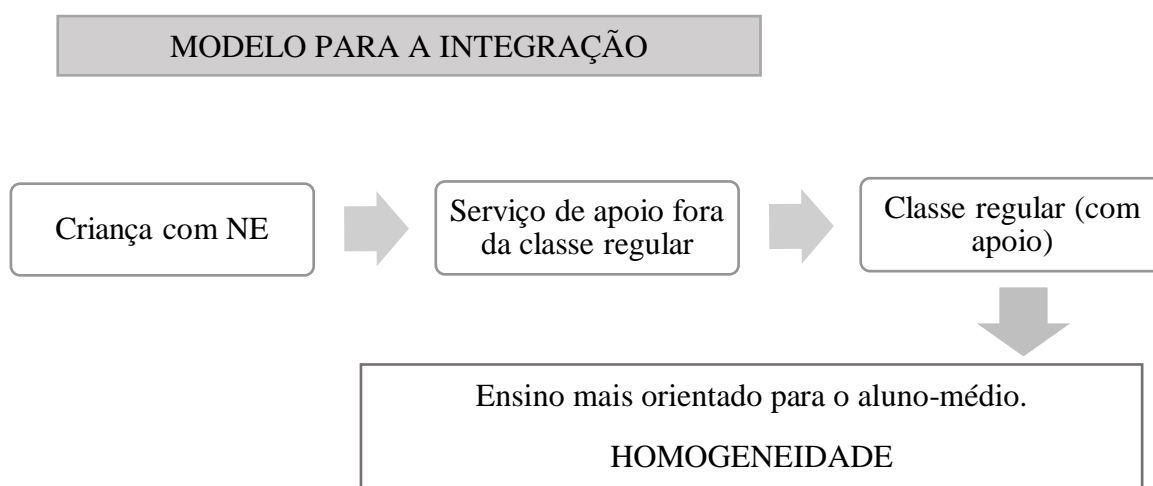 MODELO PARA A INTEGRAÇÃO
Criança com NE
Serviço de apoio fora
da classe regular
Classe regular (com
apoio)
Ensino mais orientado para o aluno-médio.
HOMOGENEIDADE